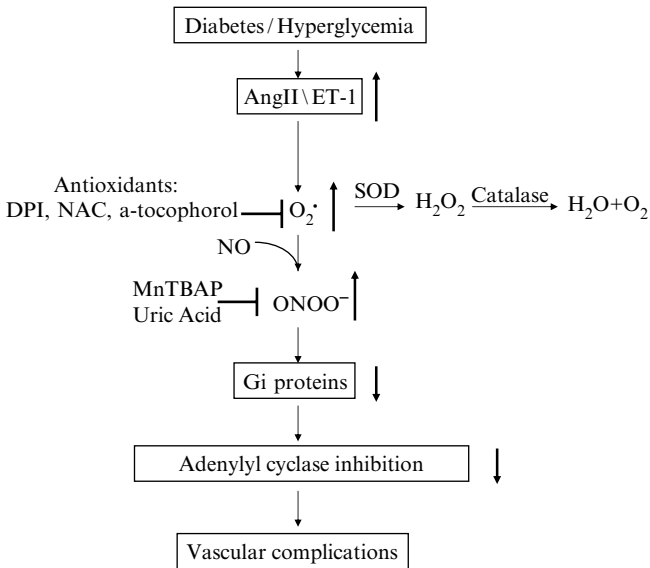 Diabetes/Hyperglycemia
AngII\ET-1
Antioxidants:
DPI, NAC, a-tocophorol
O₂˙
SOD
H₂O₂
Catalase
H₂O+O₂
NO
MnTBAP
Uric Acid
ONOO⁻
Gi proteins
Adenylyl cyclase inhibition
Vascular complications